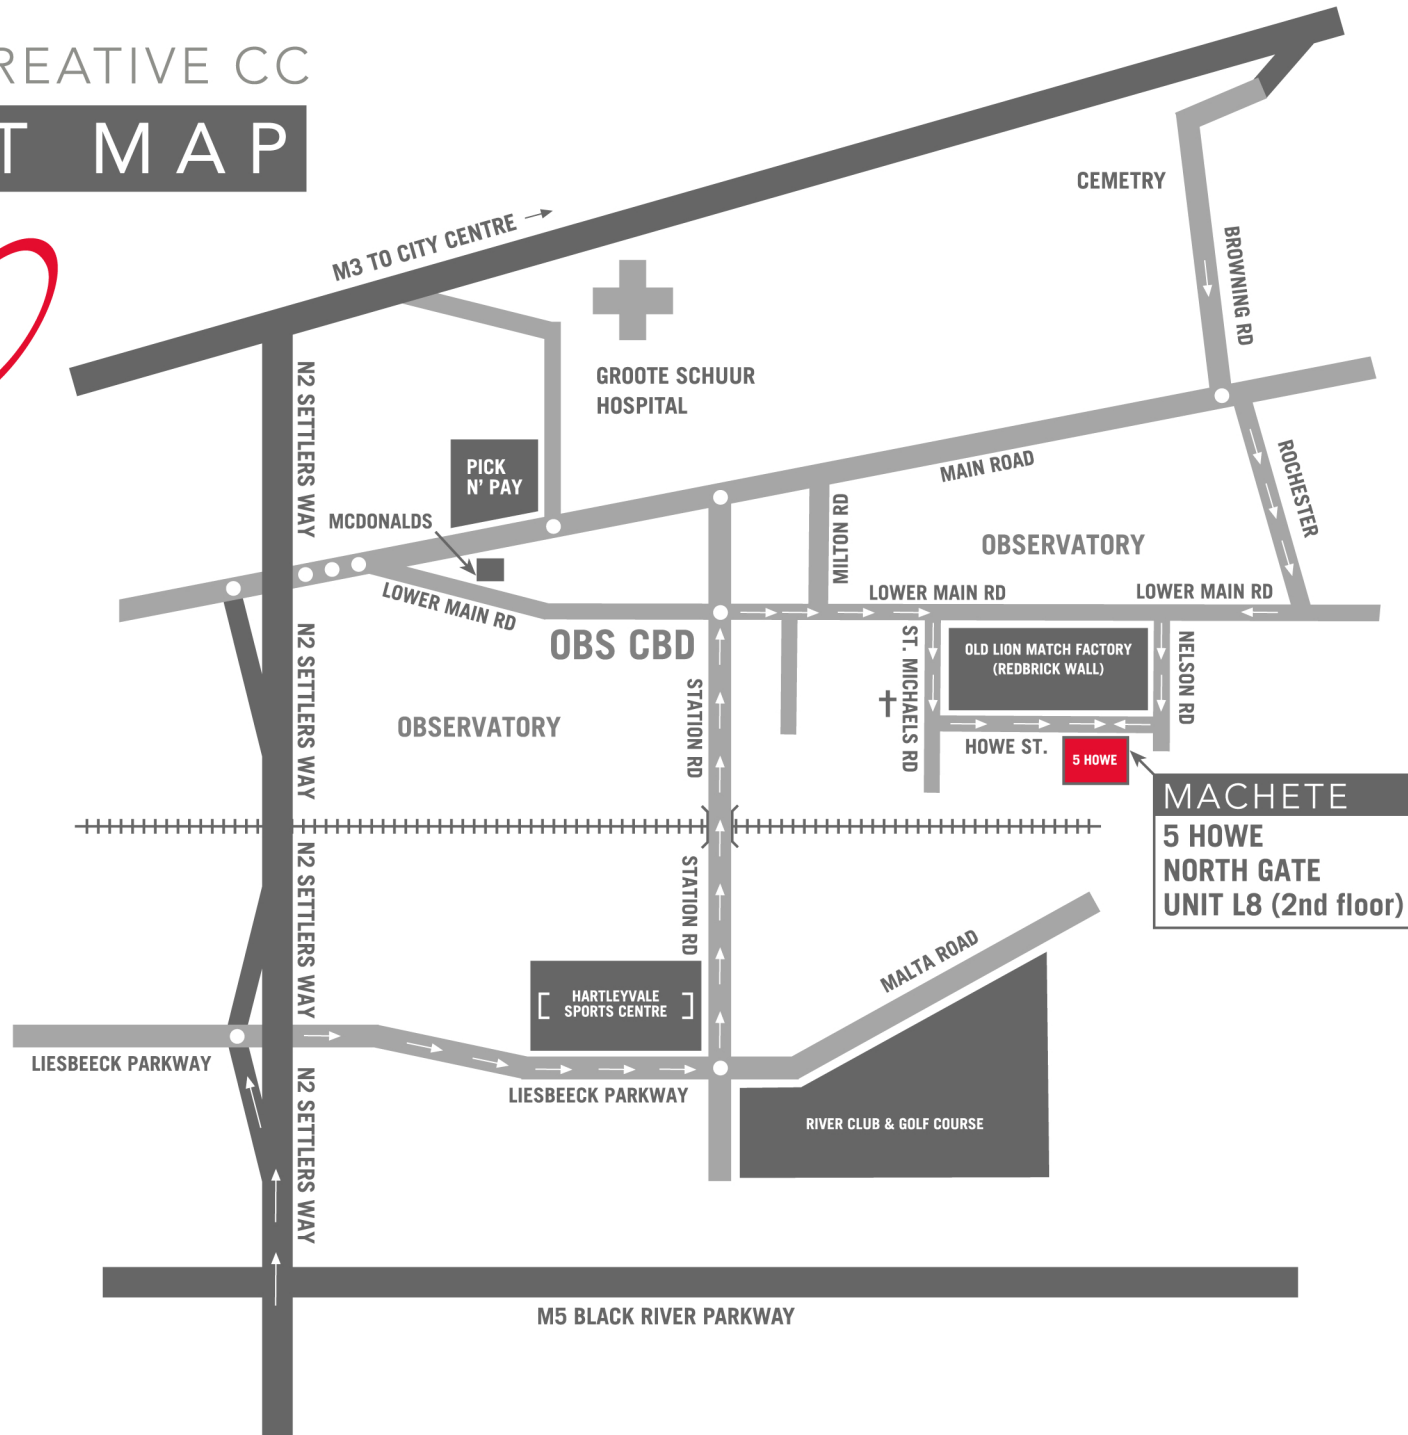 REATIVE CC
T MAP
M3 TO CITY CENTRE
CEMETRY
BROWNING RD
GROOTE SCHUUR
HOSPITAL
N2 SETTLERS WAY
PICK
N' PAY
MCDONALDS
MAIN ROAD
ROCHESTER
MILTON RD
OBSERVATORY
LOWER MAIN RD
LOWER MAIN RD
LOWER MAIN RD
OBS CBD
ST. MICHAELS RD
OLD LION MATCH FACTORY
(REDBRICK WALL)
NELSON RD
N2 SETTLERS WAY
OBSERVATORY
STATION RD
HOWE ST.
5 HOWE
MACHETE
5 HOWE
NORTH GATE
UNIT L8 (2nd floor)
N2 SETTLERS WAY
STATION RD
MALTA ROAD
HARTLEYVALE
SPORTS CENTRE
LIESBEECK PARKWAY
LIESBEECK PARKWAY
RIVER CLUB & GOLF COURSE
N2 SETTLERS WAY
M5 BLACK RIVER PARKWAY